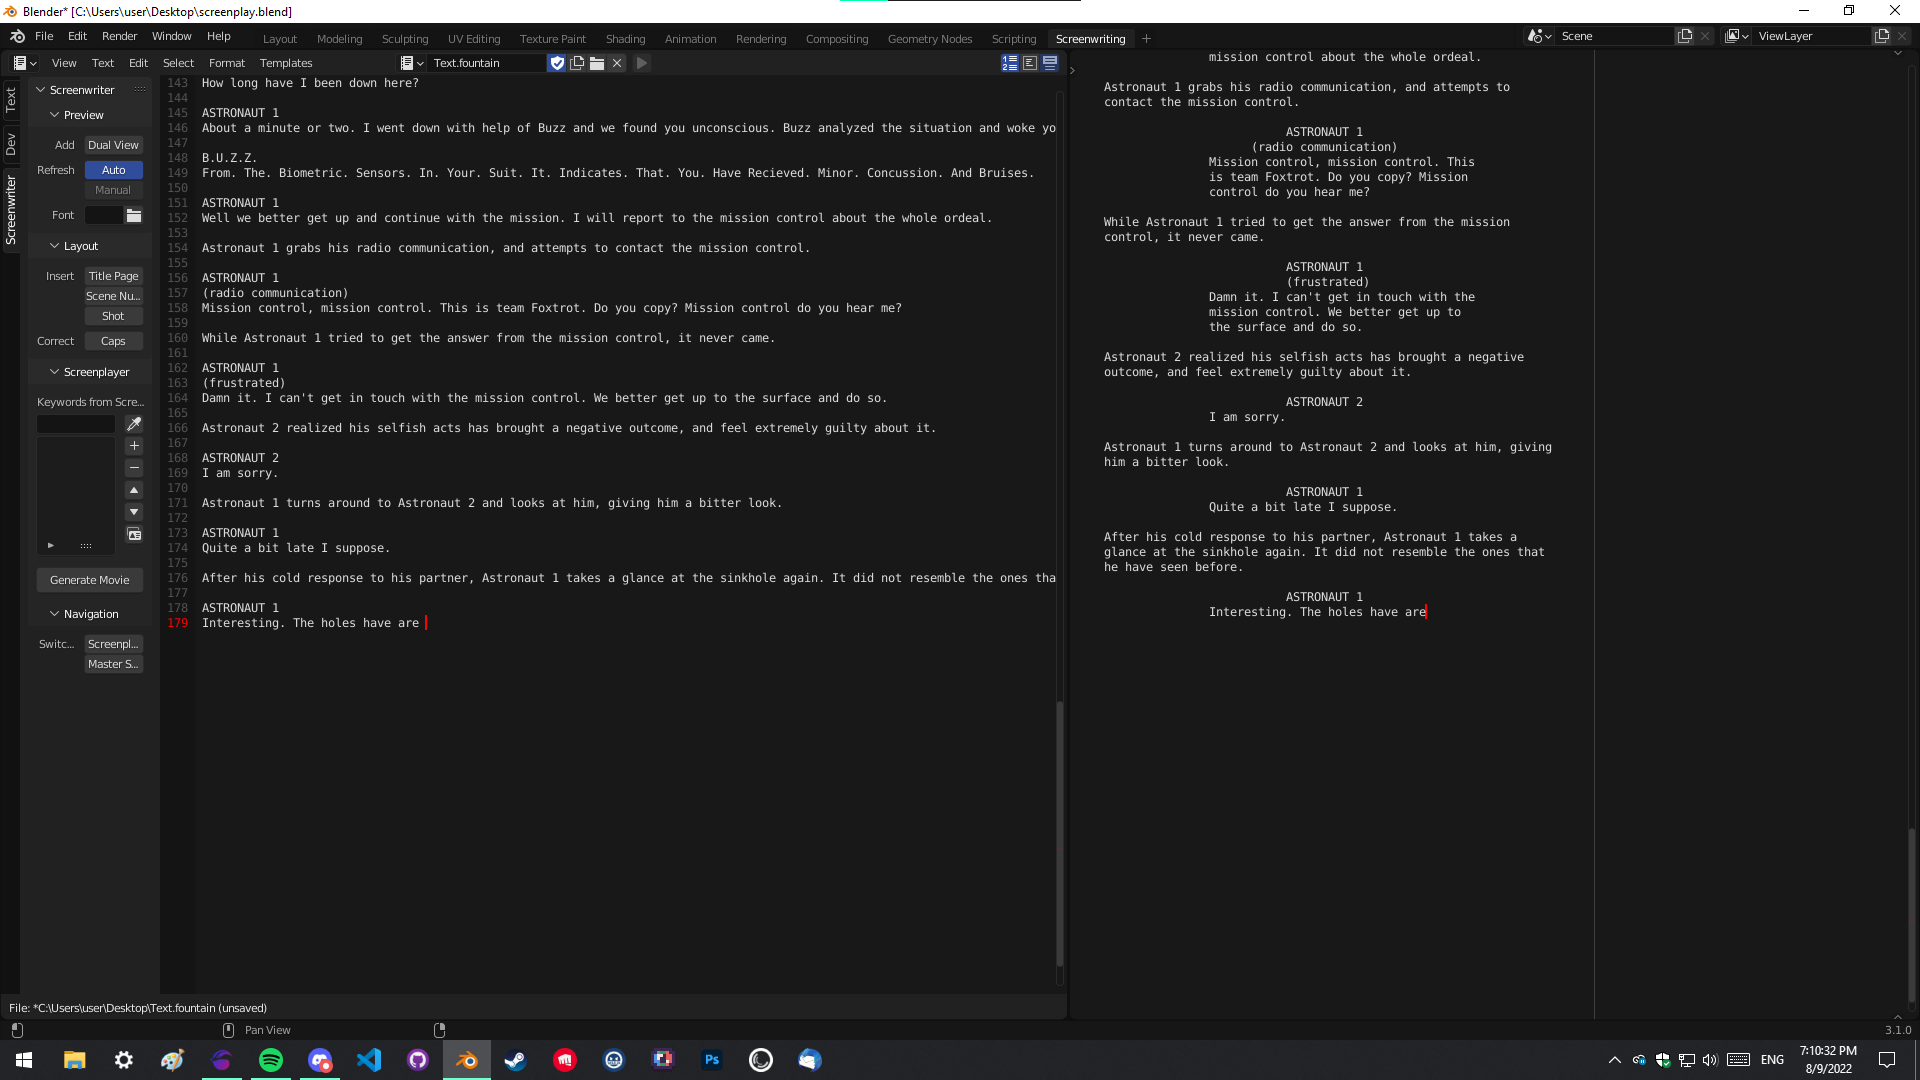 Blender* [C:\Users\user\Desktop\screenplay.blend]
File Edit Render Window Help Layout Modeling Sculpting UV Editing Texture Paint Shading Animation Rendering Compositing Geometry Nodes Scripting Screenwriting + Scene ViewLayer
View Text Edit Select Format Templates Text.fountain
Text
Dev
Screenwriter
Screenwriter
Preview
Add Dual View
Refresh Auto
Manual
Font
Layout
Insert Title Page
Scene Nu...
Shot
Correct Caps
Screenplayer
Keywords from Scre...
Generate Movie
Navigation
Switc... Screenpl...
Master S...
143 How long have I been down here?
144
145 ASTRONAUT 1
146 About a minute or two. I went down with help of Buzz and we found you unconscious. Buzz analyzed the situation and woke yo
147
148 B.U.Z.Z.
149 From. The. Biometric. Sensors. In. Your. Suit. It. Indicates. That. You. Have Recieved. Minor. Concussion. And Bruises.
150
151 ASTRONAUT 1
152 Well we better get up and continue with the mission. I will report to the mission control about the whole ordeal.
153
154 Astronaut 1 grabs his radio communication, and attempts to contact the mission control.
155
156 ASTRONAUT 1
157 (radio communication)
158 Mission control, mission control. This is team Foxtrot. Do you copy? Mission control do you hear me?
159
160 While Astronaut 1 tried to get the answer from the mission control, it never came.
161
162 ASTRONAUT 1
163 (frustrated)
164 Damn it. I can't get in touch with the mission control. We better get up to the surface and do so.
165
166 Astronaut 2 realized his selfish acts has brought a negative outcome, and feel extremely guilty about it.
167
168 ASTRONAUT 2
169 I am sorry.
170
171 Astronaut 1 turns around to Astronaut 2 and looks at him, giving him a bitter look.
172
173 ASTRONAUT 1
174 Quite a bit late I suppose.
175
176 After his cold response to his partner, Astronaut 1 takes a glance at the sinkhole again. It did not resemble the ones tha
177
178 ASTRONAUT 1
179 Interesting. The holes have are
mission control about the whole ordeal.
Astronaut 1 grabs his radio communication, and attempts to
contact the mission control.
ASTRONAUT 1
(radio communication)
Mission control, mission control. This
is team Foxtrot. Do you copy? Mission
control do you hear me?
While Astronaut 1 tried to get the answer from the mission
control, it never came.
ASTRONAUT 1
(frustrated)
Damn it. I can't get in touch with the
mission control. We better get up to
the surface and do so.
Astronaut 2 realized his selfish acts has brought a negative
outcome, and feel extremely guilty about it.
ASTRONAUT 2
I am sorry.
Astronaut 1 turns around to Astronaut 2 and looks at him, giving
him a bitter look.
ASTRONAUT 1
Quite a bit late I suppose.
After his cold response to his partner, Astronaut 1 takes a
glance at the sinkhole again. It did not resemble the ones that
he have seen before.
ASTRONAUT 1
Interesting. The holes have are
File: *C:\Users\user\Desktop\Text.fountain (unsaved)
Pan View 3.1.0
Ps ENG 7:10:32 PM
8/9/2022